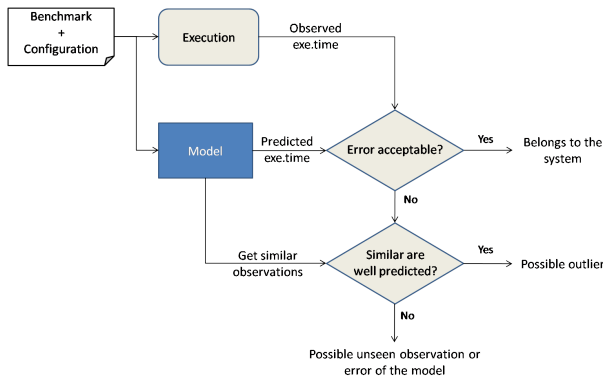 Benchmark
+
Configuration
Execution
Observed
exe.time
Model
Predicted
exe.time
Error acceptable?
Yes
Belongs to the
system
No
Get similar
observations
Similar are
well predicted?
Yes
Possible outlier
No
Possible unseen observation or
error of the model